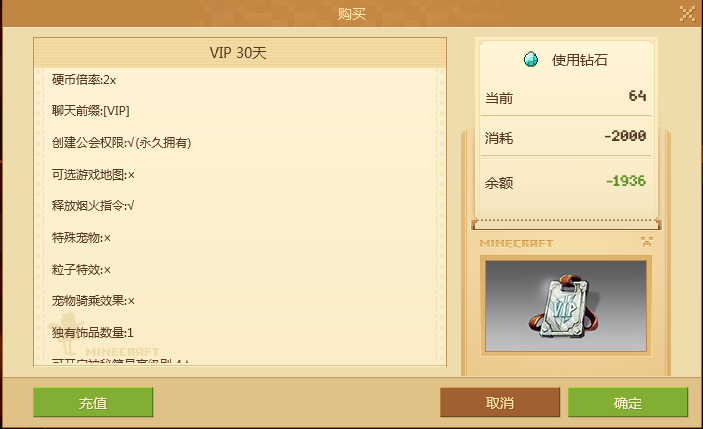 购买
VIP 30天
硬币倍率:2x
聊天前缀:[VIP]
创建公会权限:√(永久拥有)
可选游戏地图:×
释放烟火指令:√
特殊宠物:×
粒子特效:×
宠物骑乘效果:×
独有饰品数量:1
MINECRAFT
使用钻石
当前 64
消耗 -2000
余额 -1936
MINECRAFT
VIP
充值
取消
确定